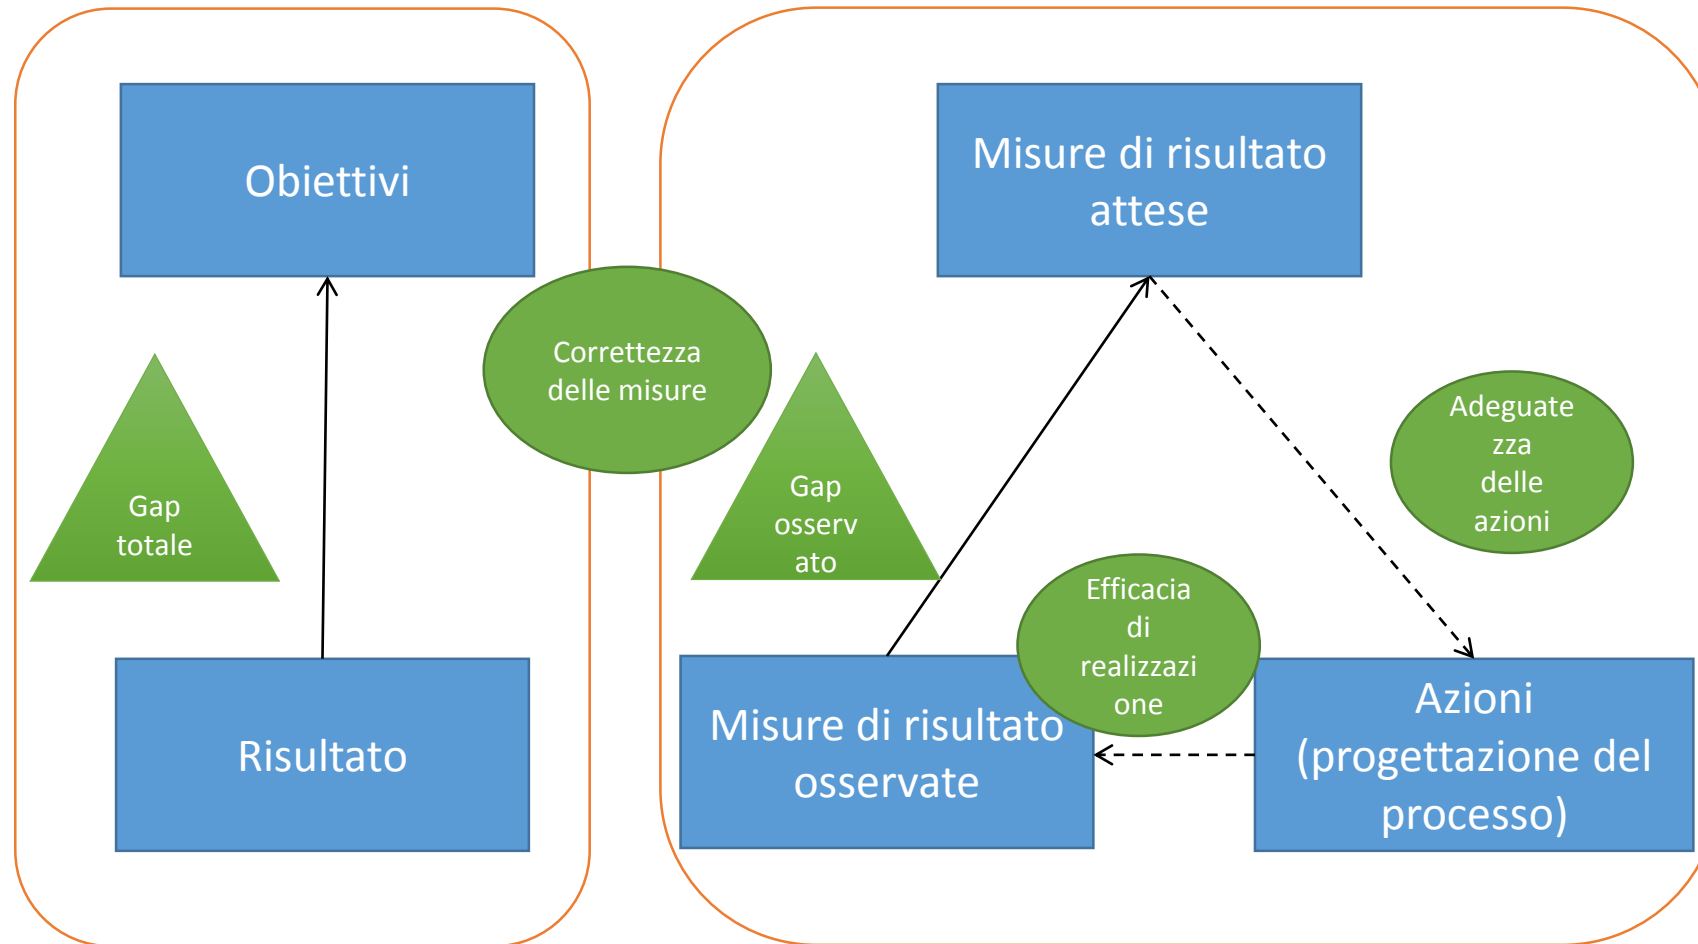 Obiettivi
Misure di risultato
attese
Correttezza
delle misure
Gap
totale
Gap
osserv
ato
Adeguate
zza
delle
azioni
Efficacia
di
realizzazi
one
Risultato
Misure di risultato
osservate
Azioni
(progettazione del
processo)